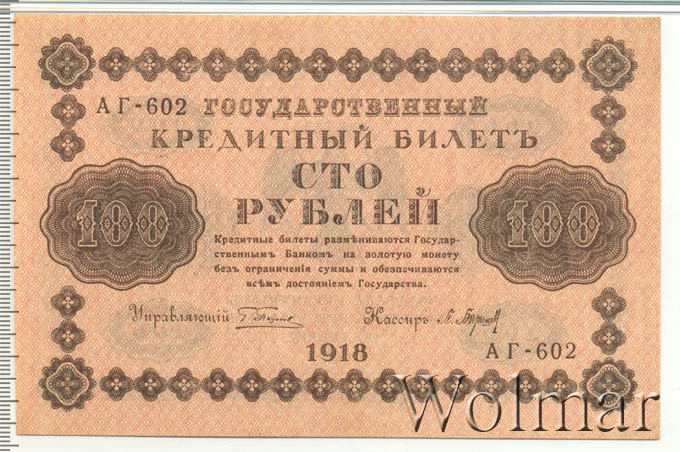 АГ-602 ГОСУДАРСТВЕННЫЙ
КРЕДИТНЫЙ БИЛЕТЪ
СТО
РУБЛЕЙ
100 100
Кредитные билеты размѣниваются Государ-
ственнымъ Банкомъ на золотую монету
безъ ограниченія суммы и обезпечиваются
всѣмъ достояніемъ Государства.
Управляющій Кассиръ
1918 АГ-602
Wolmar